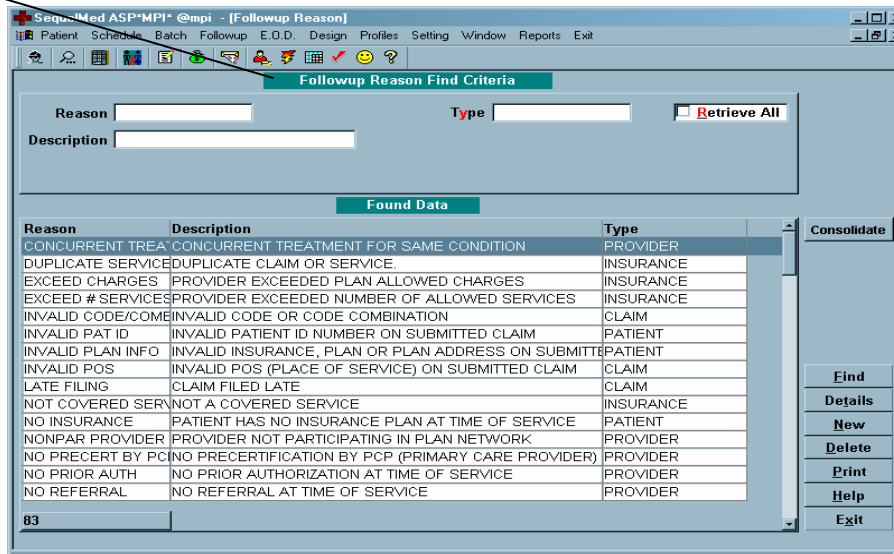 SequelMed ASP*MPI* @mpi - [Followup Reason]
Patient Schedule Batch Followup E.O.D. Design Profiles Setting Window Reports Exit
Followup Reason Find Criteria
Reason Type Retrieve All
Description
Found Data
Reason Description Type
Consolidate
CONCURRENT TREA CONCURRENT TREATMENT FOR SAME CONDITION PROVIDER
DUPLICATE SERVICE DUPLICATE CLAIM OR SERVICE. INSURANCE
EXCEED CHARGES PROVIDER EXCEEDED PLAN ALLOWED CHARGES INSURANCE
EXCEED # SERVICES PROVIDER EXCEEDED NUMBER OF ALLOWED SERVICES INSURANCE
INVALID CODE/COME INVALID CODE OR CODE COMBINATION CLAIM
INVALID PAT ID INVALID PATIENT ID NUMBER ON SUBMITTED CLAIM PATIENT
INVALID PLAN INFO INVALID INSURANCE, PLAN OR PLAN ADDRESS ON SUBMITTE PATIENT
INVALID POS INVALID POS (PLACE OF SERVICE) ON SUBMITTED CLAIM CLAIM
LATE FILING CLAIM FILED LATE CLAIM
NOT COVERED SERV NOT A COVERED SERVICE INSURANCE
NO INSURANCE PATIENT HAS NO INSURANCE PLAN AT TIME OF SERVICE PATIENT
NONPAR PROVIDER PROVIDER NOT PARTICIPATING IN PLAN NETWORK PROVIDER
NO PRECERT BY PCI NO PRECERTIFICATION BY PCP (PRIMARY CARE PROVIDER) PROVIDER
NO PRIOR AUTH NO PRIOR AUTHORIZATION AT TIME OF SERVICE PROVIDER
NO REFERRAL NO REFERRAL AT TIME OF SERVICE PROVIDER
83
Find
Details
New
Delete
Print
Help
Exit